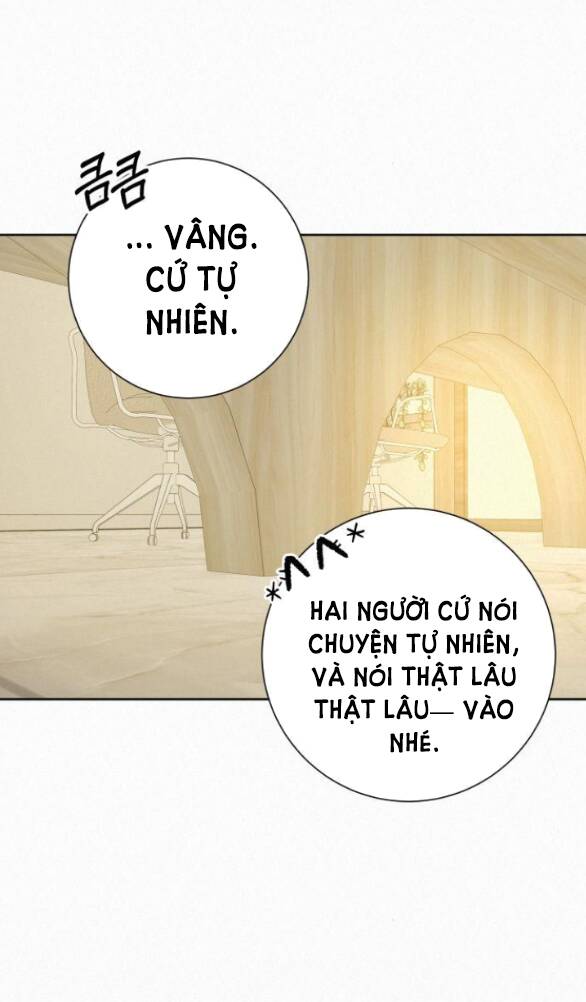 큼큼
... VÂNG.
CỨ TỰ
NHIÊN.
*^^*
HAI NGƯỜI CỨ NÓI
CHUYỆN TỰ NHIÊN,
VÀ NÓI THẬT LÂU
THẬT LÂU— VÀO
NHÉ.